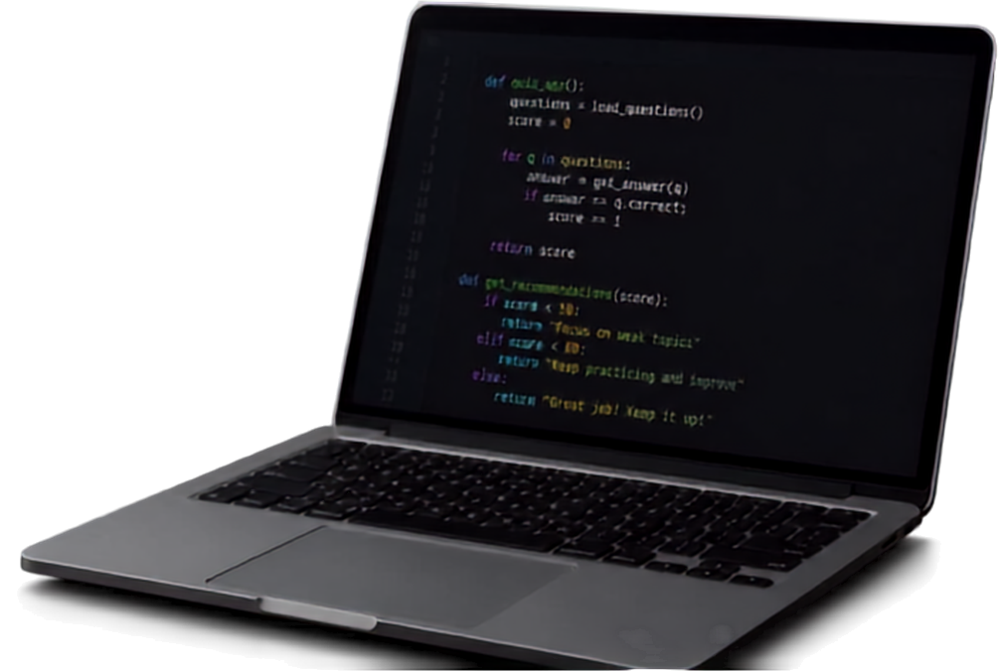 def quiz_app():
questions = load_questions()
score = 0
for q in questions:
answer = get_answer(q)
if answer == q.correct:
score == 1
return score
def get_recommendations(score):
if score < 50:
return "Focus on weak topics"
elif score < 80:
return "Keep practicing and improve"
else:
return "Great job! Keep it up!"